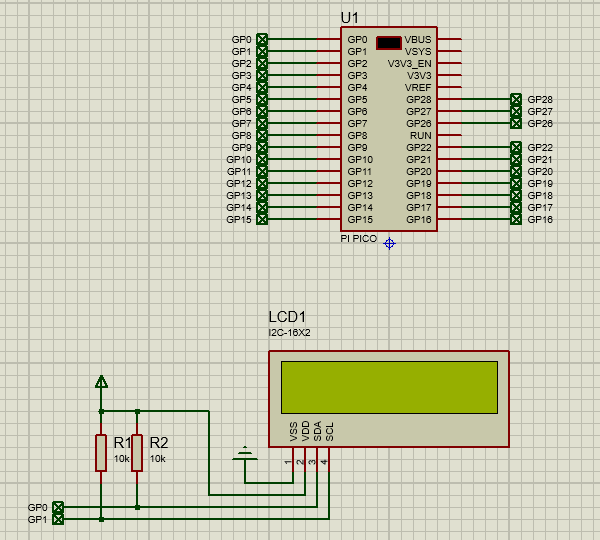 U1
GP0 GP0 VBUS
GP1 GP1 VSYS
GP2 GP2 V3V3_EN
GP3 GP3 V3V3
GP4 GP4 VREF
GP5 GP5 GP28 GP28
GP6 GP6 GP27 GP27
GP7 GP7 GP26 GP26
GP8 GP8 RUN
GP9 GP9 GP22 GP22
GP10 GP10 GP21 GP21
GP11 GP11 GP20 GP20
GP12 GP12 GP19 GP19
GP13 GP13 GP18 GP18
GP14 GP14 GP17 GP17
GP15 GP15 GP16 GP16
PI PICO
LCD1
I2C-16X2
VSS VDD SDA SCL
1 2 3 4
R1 R2
10k 10k
GP0
GP1